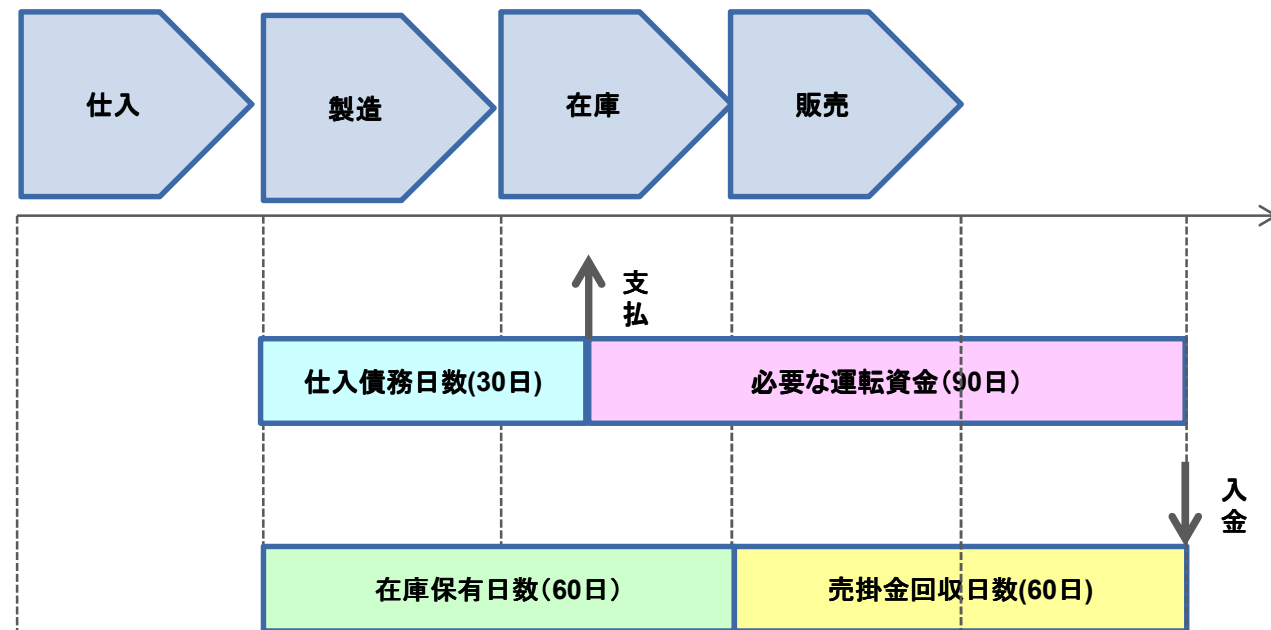 仕入
製造
在庫
販売
支
払
仕入債務日数(30日)
必要な運転資金（90日）
入
金
在庫保有日数（60日）
売掛金回収日数(60日)